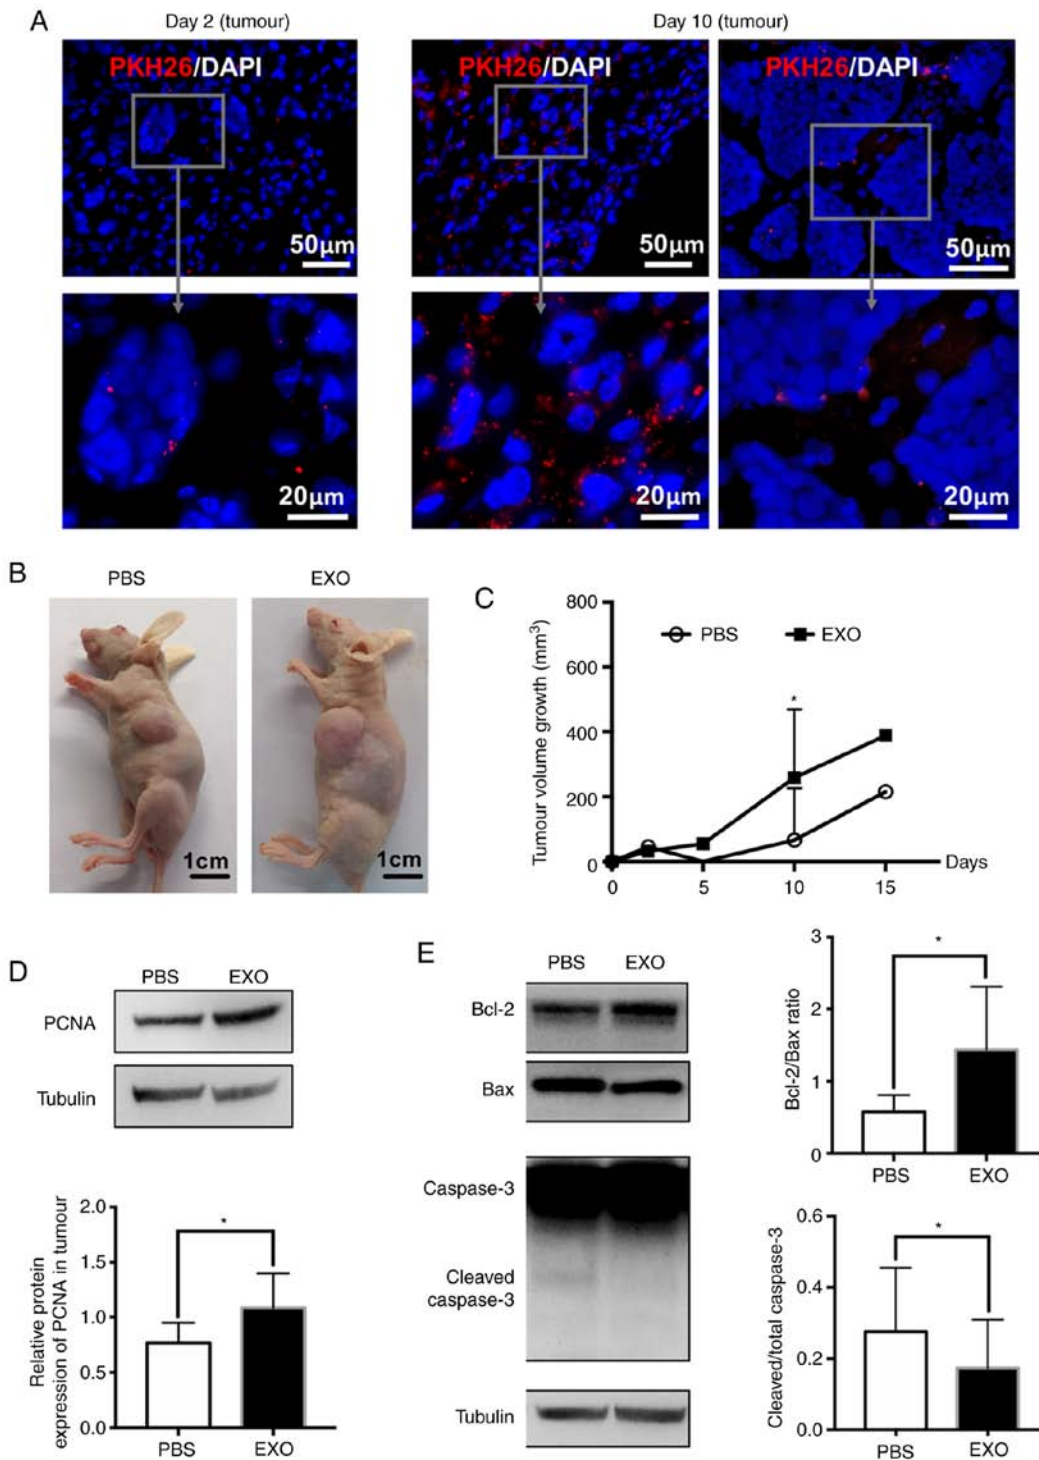 A
Day 2 (tumour)
Day 10 (tumour)
PKH26/DAPI
PKH26/DAPI
PKH26/DAPI
50μm
50μm
50μm
20μm
20μm
20μm
B
PBS
EXO
1cm
1cm
C
Tumour volume growth (mm³)
800
600
400
200
0
PBS
EXO
*
0
5
10
15
Days
D
PBS
EXO
PCNA
Tubulin
Relative protein
expression of PCNA in tumour
2.0
1.5
1.0
0.5
0.0
*
PBS
EXO
E
PBS
EXO
Bcl-2
Bax
Caspase-3
Cleaved
caspase-3
Tubulin
Bcl-2/Bax ratio
3
2
1
0
*
PBS
EXO
Cleaved/total caspase-3
0.6
0.4
0.2
0.0
*
PBS
EXO